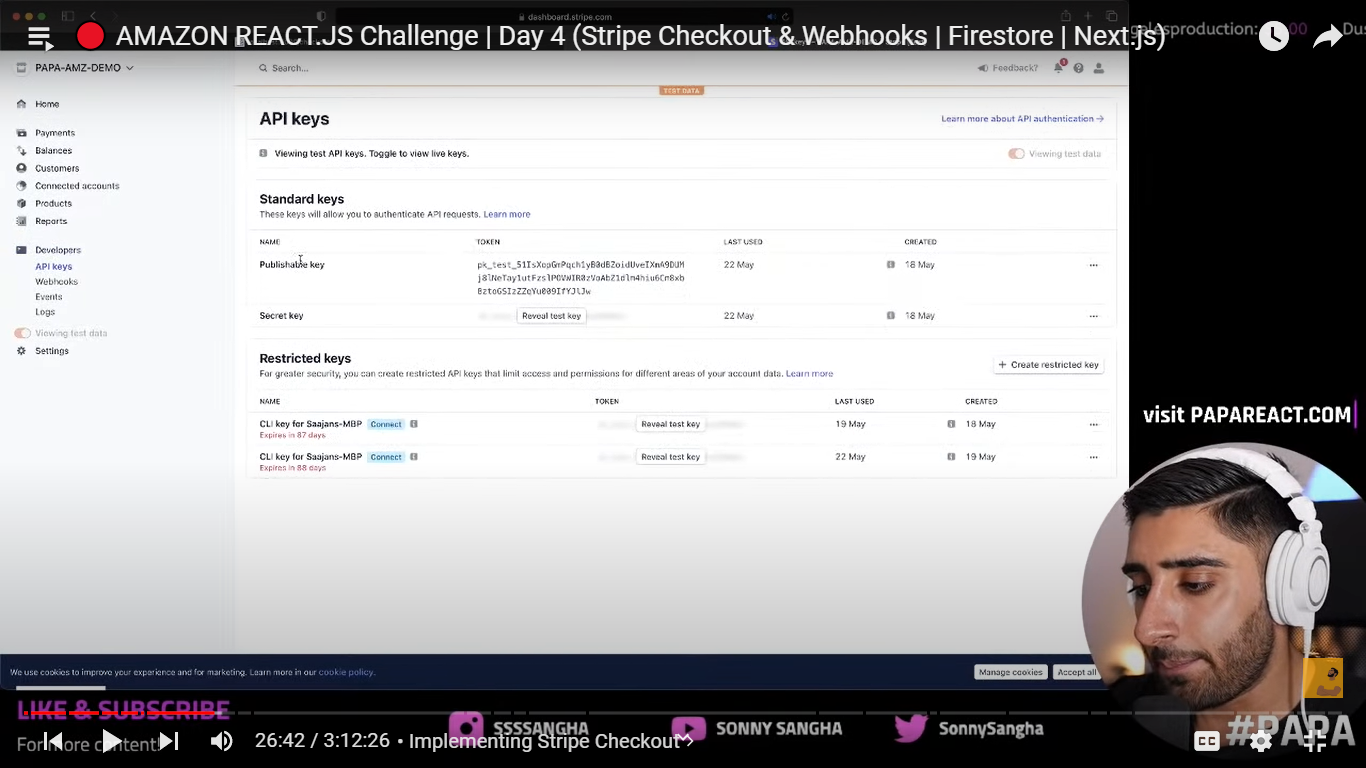 dashboard.stripe.com
AMAZON REACT.JS Challenge | Day 4 (Stripe Checkout & Webhooks | Firestore | Next.js)
PAPA-AMZ-DEMO
Search...
Feedback?
TEST DATA
Home
Payments
Balances
Customers
Connected accounts
Products
Reports
Developers
API keys
Webhooks
Events
Logs
Viewing test data
Settings
API keys
Learn more about API authentication →
Viewing test API keys. Toggle to view live keys.
Viewing test data
Standard keys
These keys will allow you to authenticate API requests. Learn more
NAME TOKEN LAST USED CREATED
Publishable key 22 May 18 May
Secret key Reveal test key 22 May 18 May
Restricted keys
For greater security, you can create restricted API keys that limit access and permissions for different areas of your account data. Learn more
+ Create restricted key
NAME TOKEN LAST USED CREATED
CLI key for Saajans-MBP Connect Reveal test key 19 May 18 May
Expires in 87 days
CLI key for Saajans-MBP Connect Reveal test key 22 May 19 May
Expires in 88 days
visit PAPAREACT.COM
We use cookies to improve your experience and for marketing. Learn more in our cookie policy.
Manage cookies
Accept all
LIKE & SUBSCRIBE
For more content!
SSSSANGHA
SONNY SANGHA
SonnySangha
#PAPA
26:42 / 3:12:26 • Implementing Stripe Checkout
CC